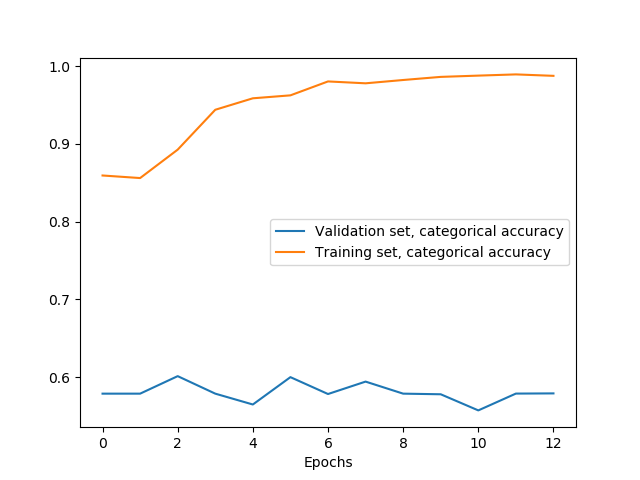 1.0
0.9
0.8
0.7
0.6
Validation set, categorical accuracy
Training set, categorical accuracy
0 2 4 6 8 10 12
Epochs